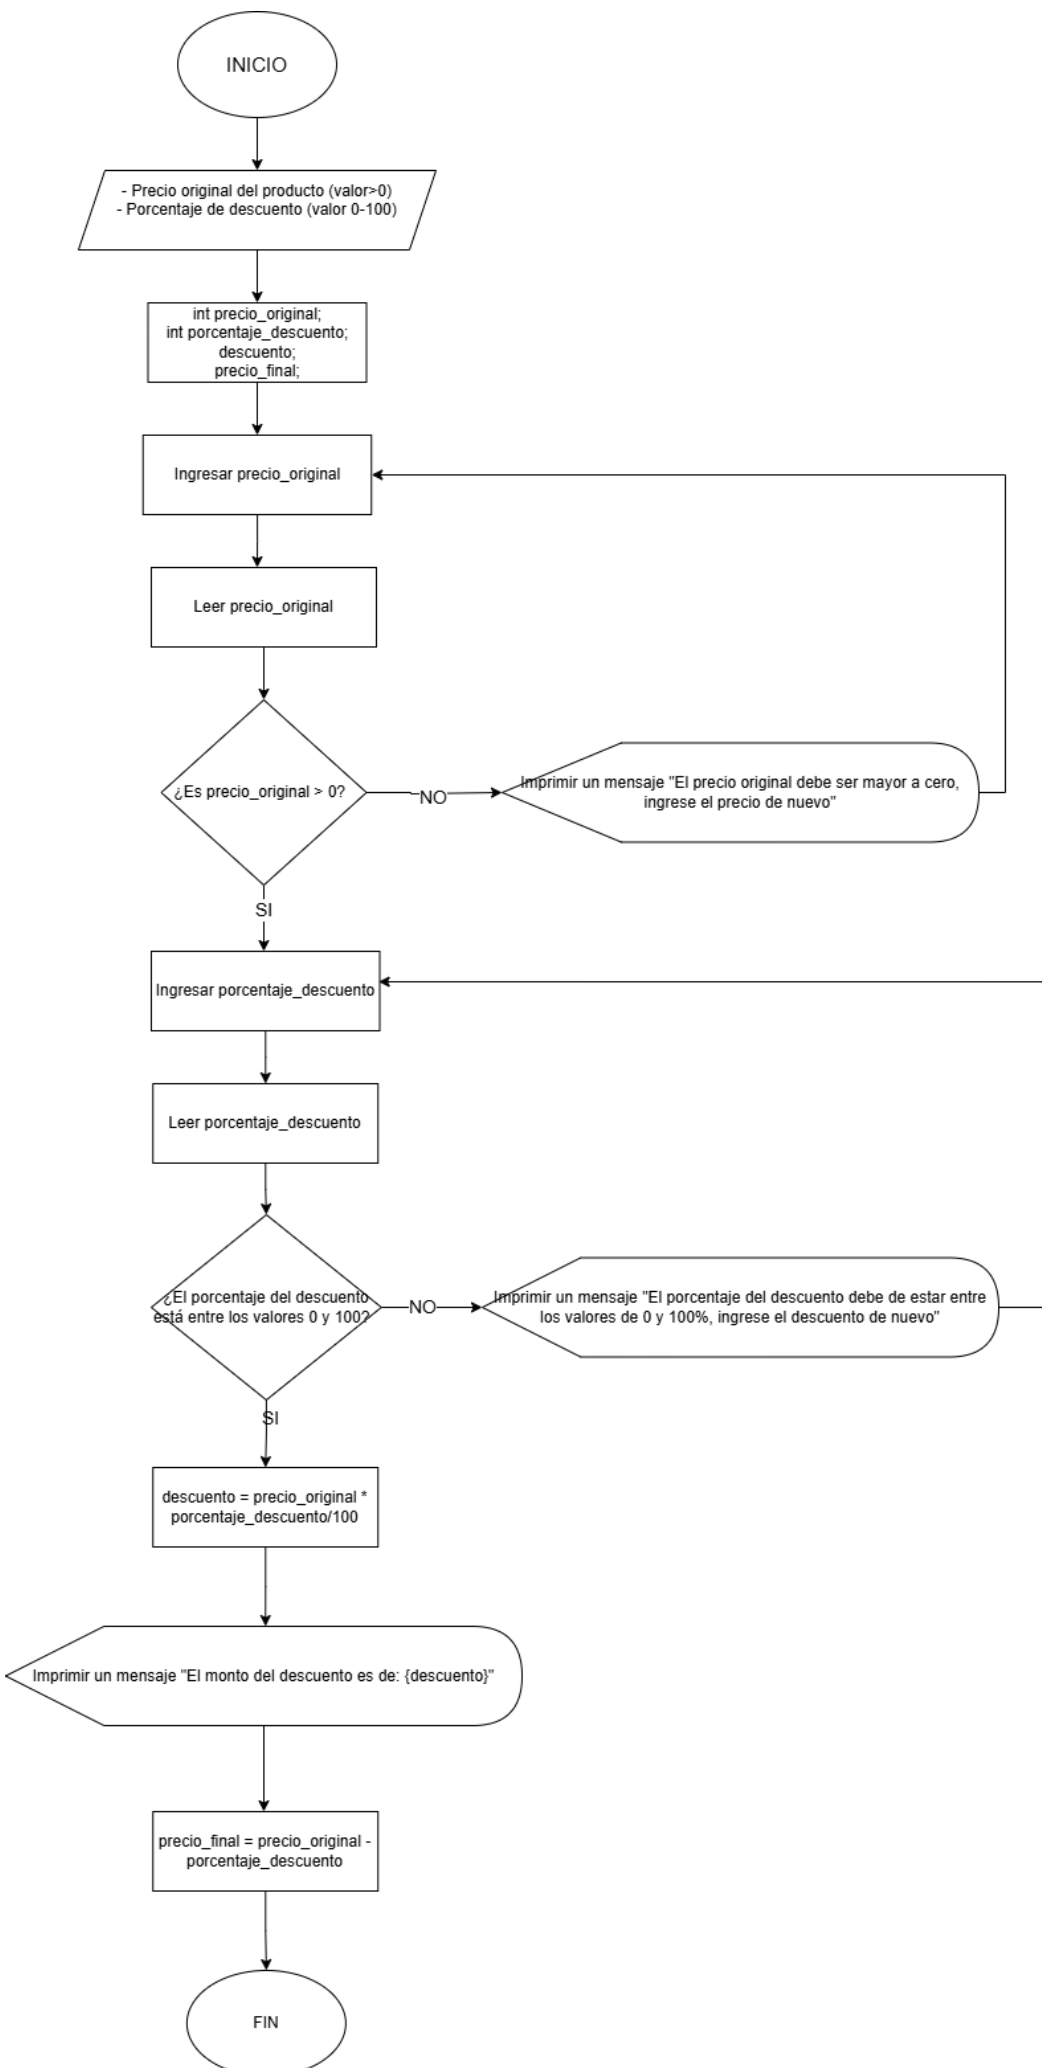 INICIO
- Precio original del producto (valor>0)
- Porcentaje de descuento (valor 0-100)
int precio_original;
int porcentaje_descuento;
descuento;
precio_final;
Ingresar precio_original
Leer precio_original
¿Es precio_original > 0?
NO
Imprimir un mensaje "El precio original debe ser mayor a cero,
ingrese el precio de nuevo"
SI
Ingresar porcentaje_descuento
Leer porcentaje_descuento
¿El porcentaje del descuento
está entre los valores 0 y 100?
NO
Imprimir un mensaje "El porcentaje del descuento debe de estar entre
los valores de 0 y 100%, ingrese el descuento de nuevo"
SI
descuento = precio_original *
porcentaje_descuento/100
Imprimir un mensaje "El monto del descuento es de: {descuento}"
precio_final = precio_original -
porcentaje_descuento
FIN